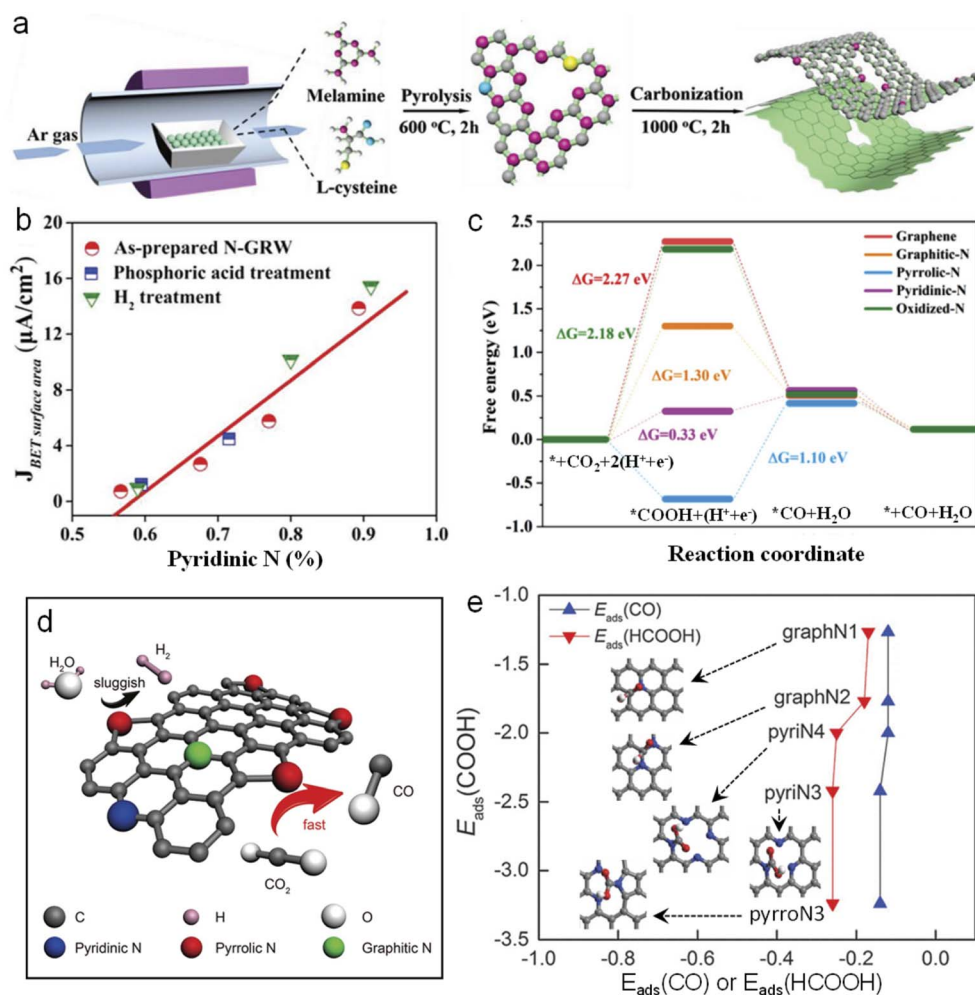 a
Ar gas
Melamine
L-cysteine
Pyrolysis
600 °C, 2h
Carbonization
1000 °C, 2h
b
20
16
12
8
4
0
J BET surface area (μA/cm²)
As-prepared N-GRW
Phosphoric acid treatment
H₂ treatment
0.5
0.6
0.7
0.8
0.9
1.0
Pyridinic N (%)
c
2.5
2.0
1.5
1.0
0.5
0.0
-0.5
-1.0
Free energy (eV)
Graphene
Graphitic-N
Pyrrolic-N
Pyridinic-N
Oxidized-N
ΔG=2.27 eV
ΔG=2.18 eV
ΔG=1.30 eV
ΔG=0.33 eV
ΔG=1.10 eV
*+CO₂+2(H⁺+e⁻)
*COOH+(H⁺+e⁻)
*CO+H₂O
*+CO+H₂O
Reaction coordinate
d
H₂O
H₂
sluggish
CO
fast
CO₂
C
H
O
Pyridinic N
Pyrrolic N
Graphitic N
e
-1.0
-1.5
-2.0
-2.5
-3.0
-3.5
Eads(COOH)
Eads(CO)
Eads(HCOOH)
graphN1
graphN2
pyriN4
pyriN3
pyrroN3
-1.0
-0.8
-0.6
-0.4
-0.2
0.0
Eads(CO) or Eads(HCOOH)